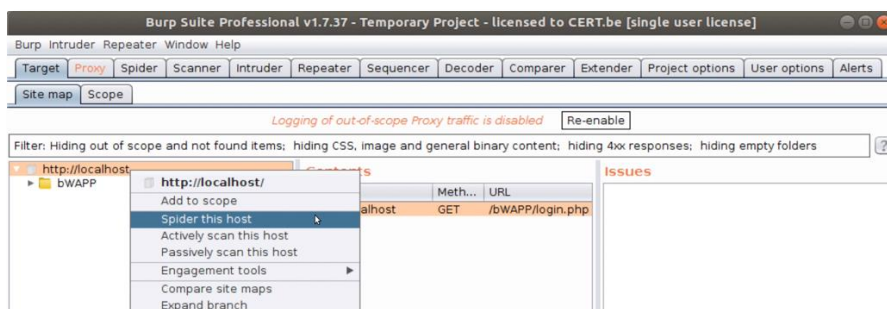 Burp Suite Professional v1.7.37 - Temporary Project - licensed to CERT.be [single user license]
Burp Intruder Repeater Window Help
Target Proxy Spider Scanner Intruder Repeater Sequencer Decoder Comparer Extender Project options User options Alerts
Site map Scope
Logging of out-of-scope Proxy traffic is disabled Re-enable
Filter: Hiding out of scope and not found items; hiding CSS, image and general binary content; hiding 4xx responses; hiding empty folders ?
http://localhost
bWAPP
http://localhost/
Add to scope
Spider this host
Actively scan this host
Passively scan this host
Engagement tools
Compare site maps
Expand branch
Contents
Meth... URL
alhost GET /bWAPP/login.php
Issues